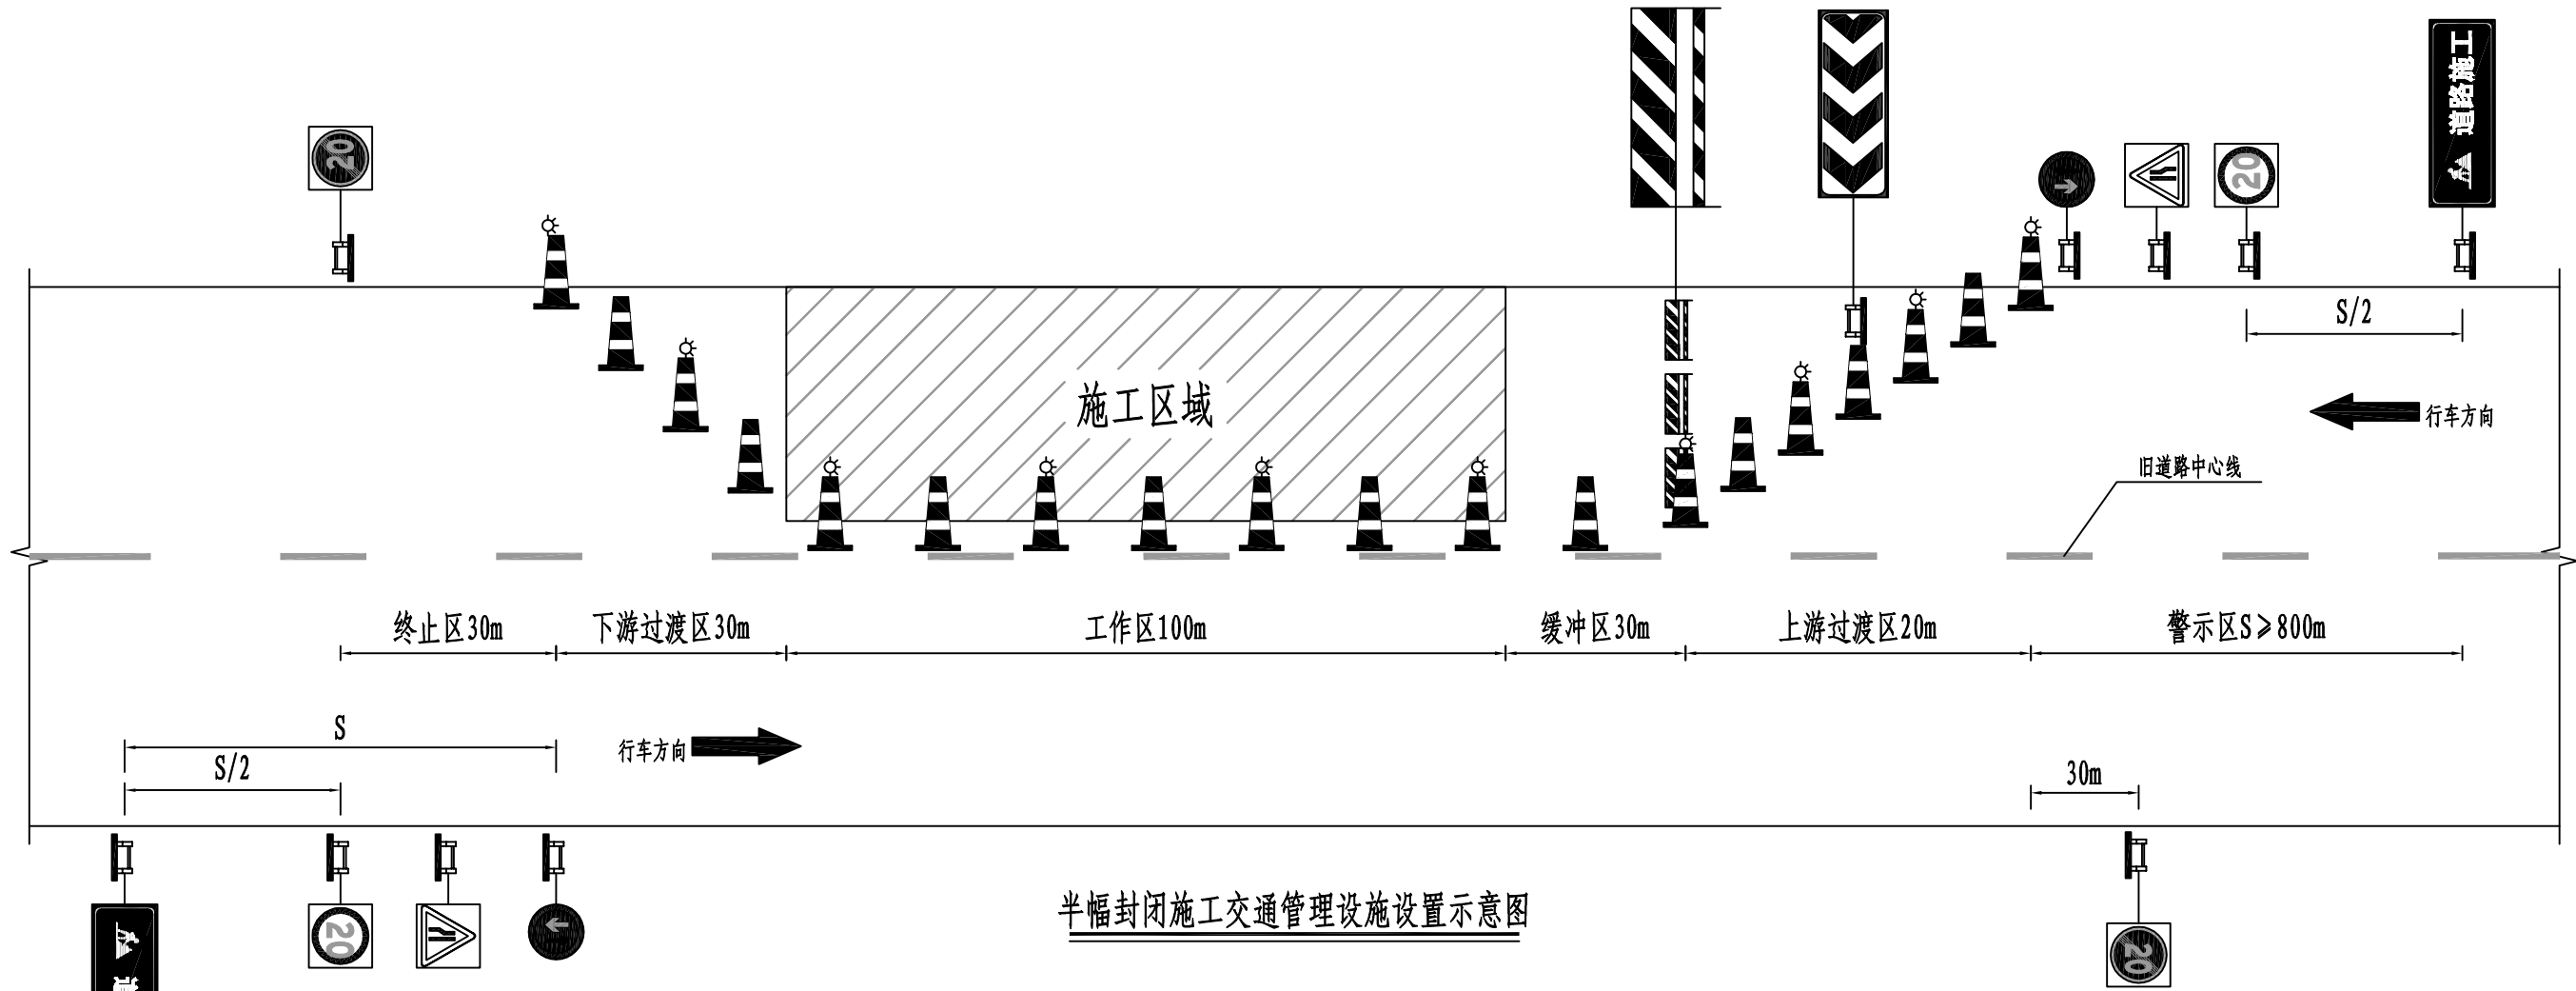 道路施工
20
20
S/2
施工区域
行车方向
旧道路中心线
终止区30m
下游过渡区30m
工作区100m
缓冲区30m
上游过渡区20m
警示区S≥800m
S
行车方向
S/2
30m
半幅封闭施工交通管理设施设置示意图
20
20